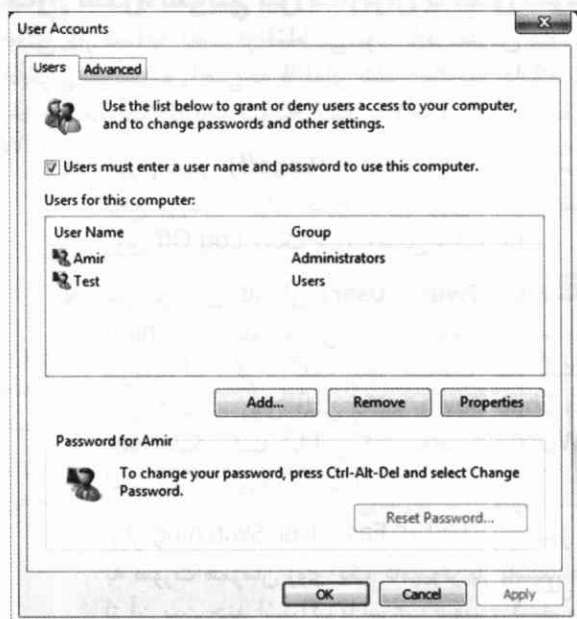 User Accounts
Users
Advanced
Use the list below to grant or deny users access to your computer,
and to change passwords and other settings.
Users must enter a user name and password to use this computer.
Users for this computer:
User Name Group
Amir Administrators
Test Users
Add... Remove Properties
Password for Amir
To change your password, press Ctrl-Alt-Del and select Change
Password.
Reset Password...
OK Cancel Apply